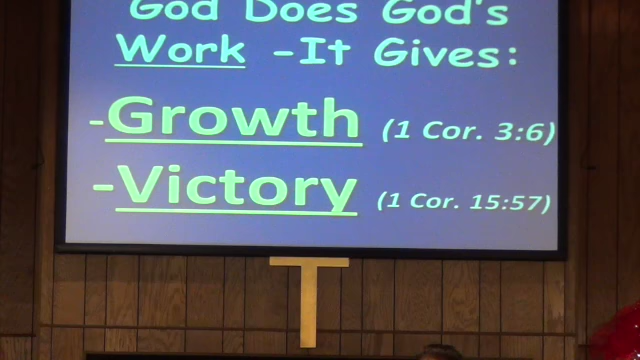 God Does God's
Work -It Gives:
-Growth (1 Cor. 3:6)
-Victory (1 Cor. 15:57)